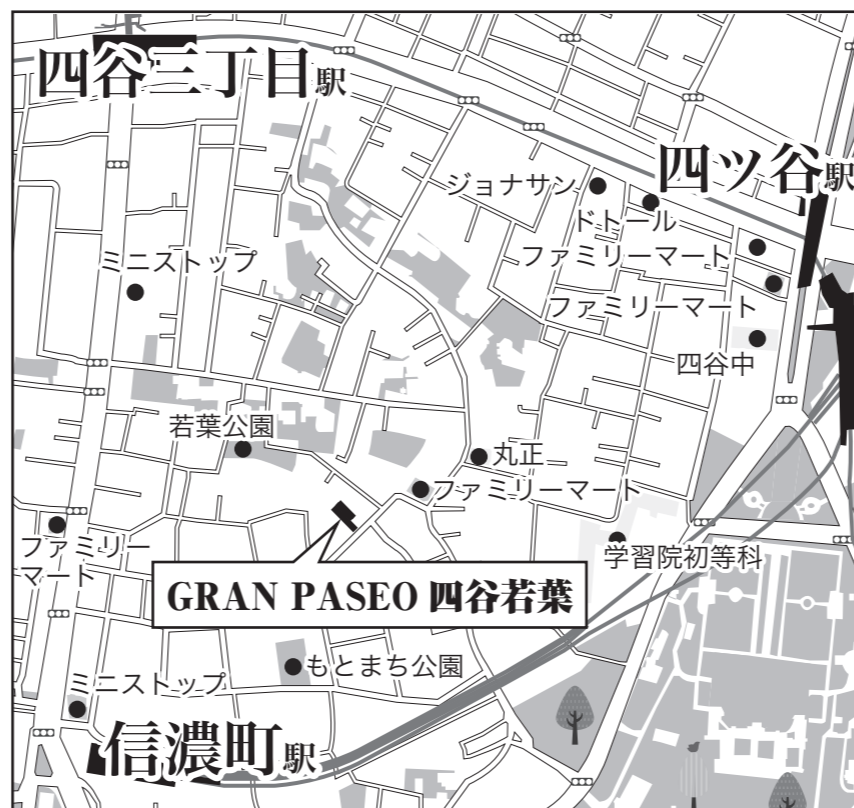 四谷三丁目駅
四ツ谷駅
ジョナサン
ドトール
ファミリーマート
ミニストップ
ファミリーマート
四谷中
若葉公園
丸正
ファミリーマート
ファミリー
マート
学習院初等科
GRAN PASEO 四谷若葉
もとまち公園
ミニストップ
信濃町駅